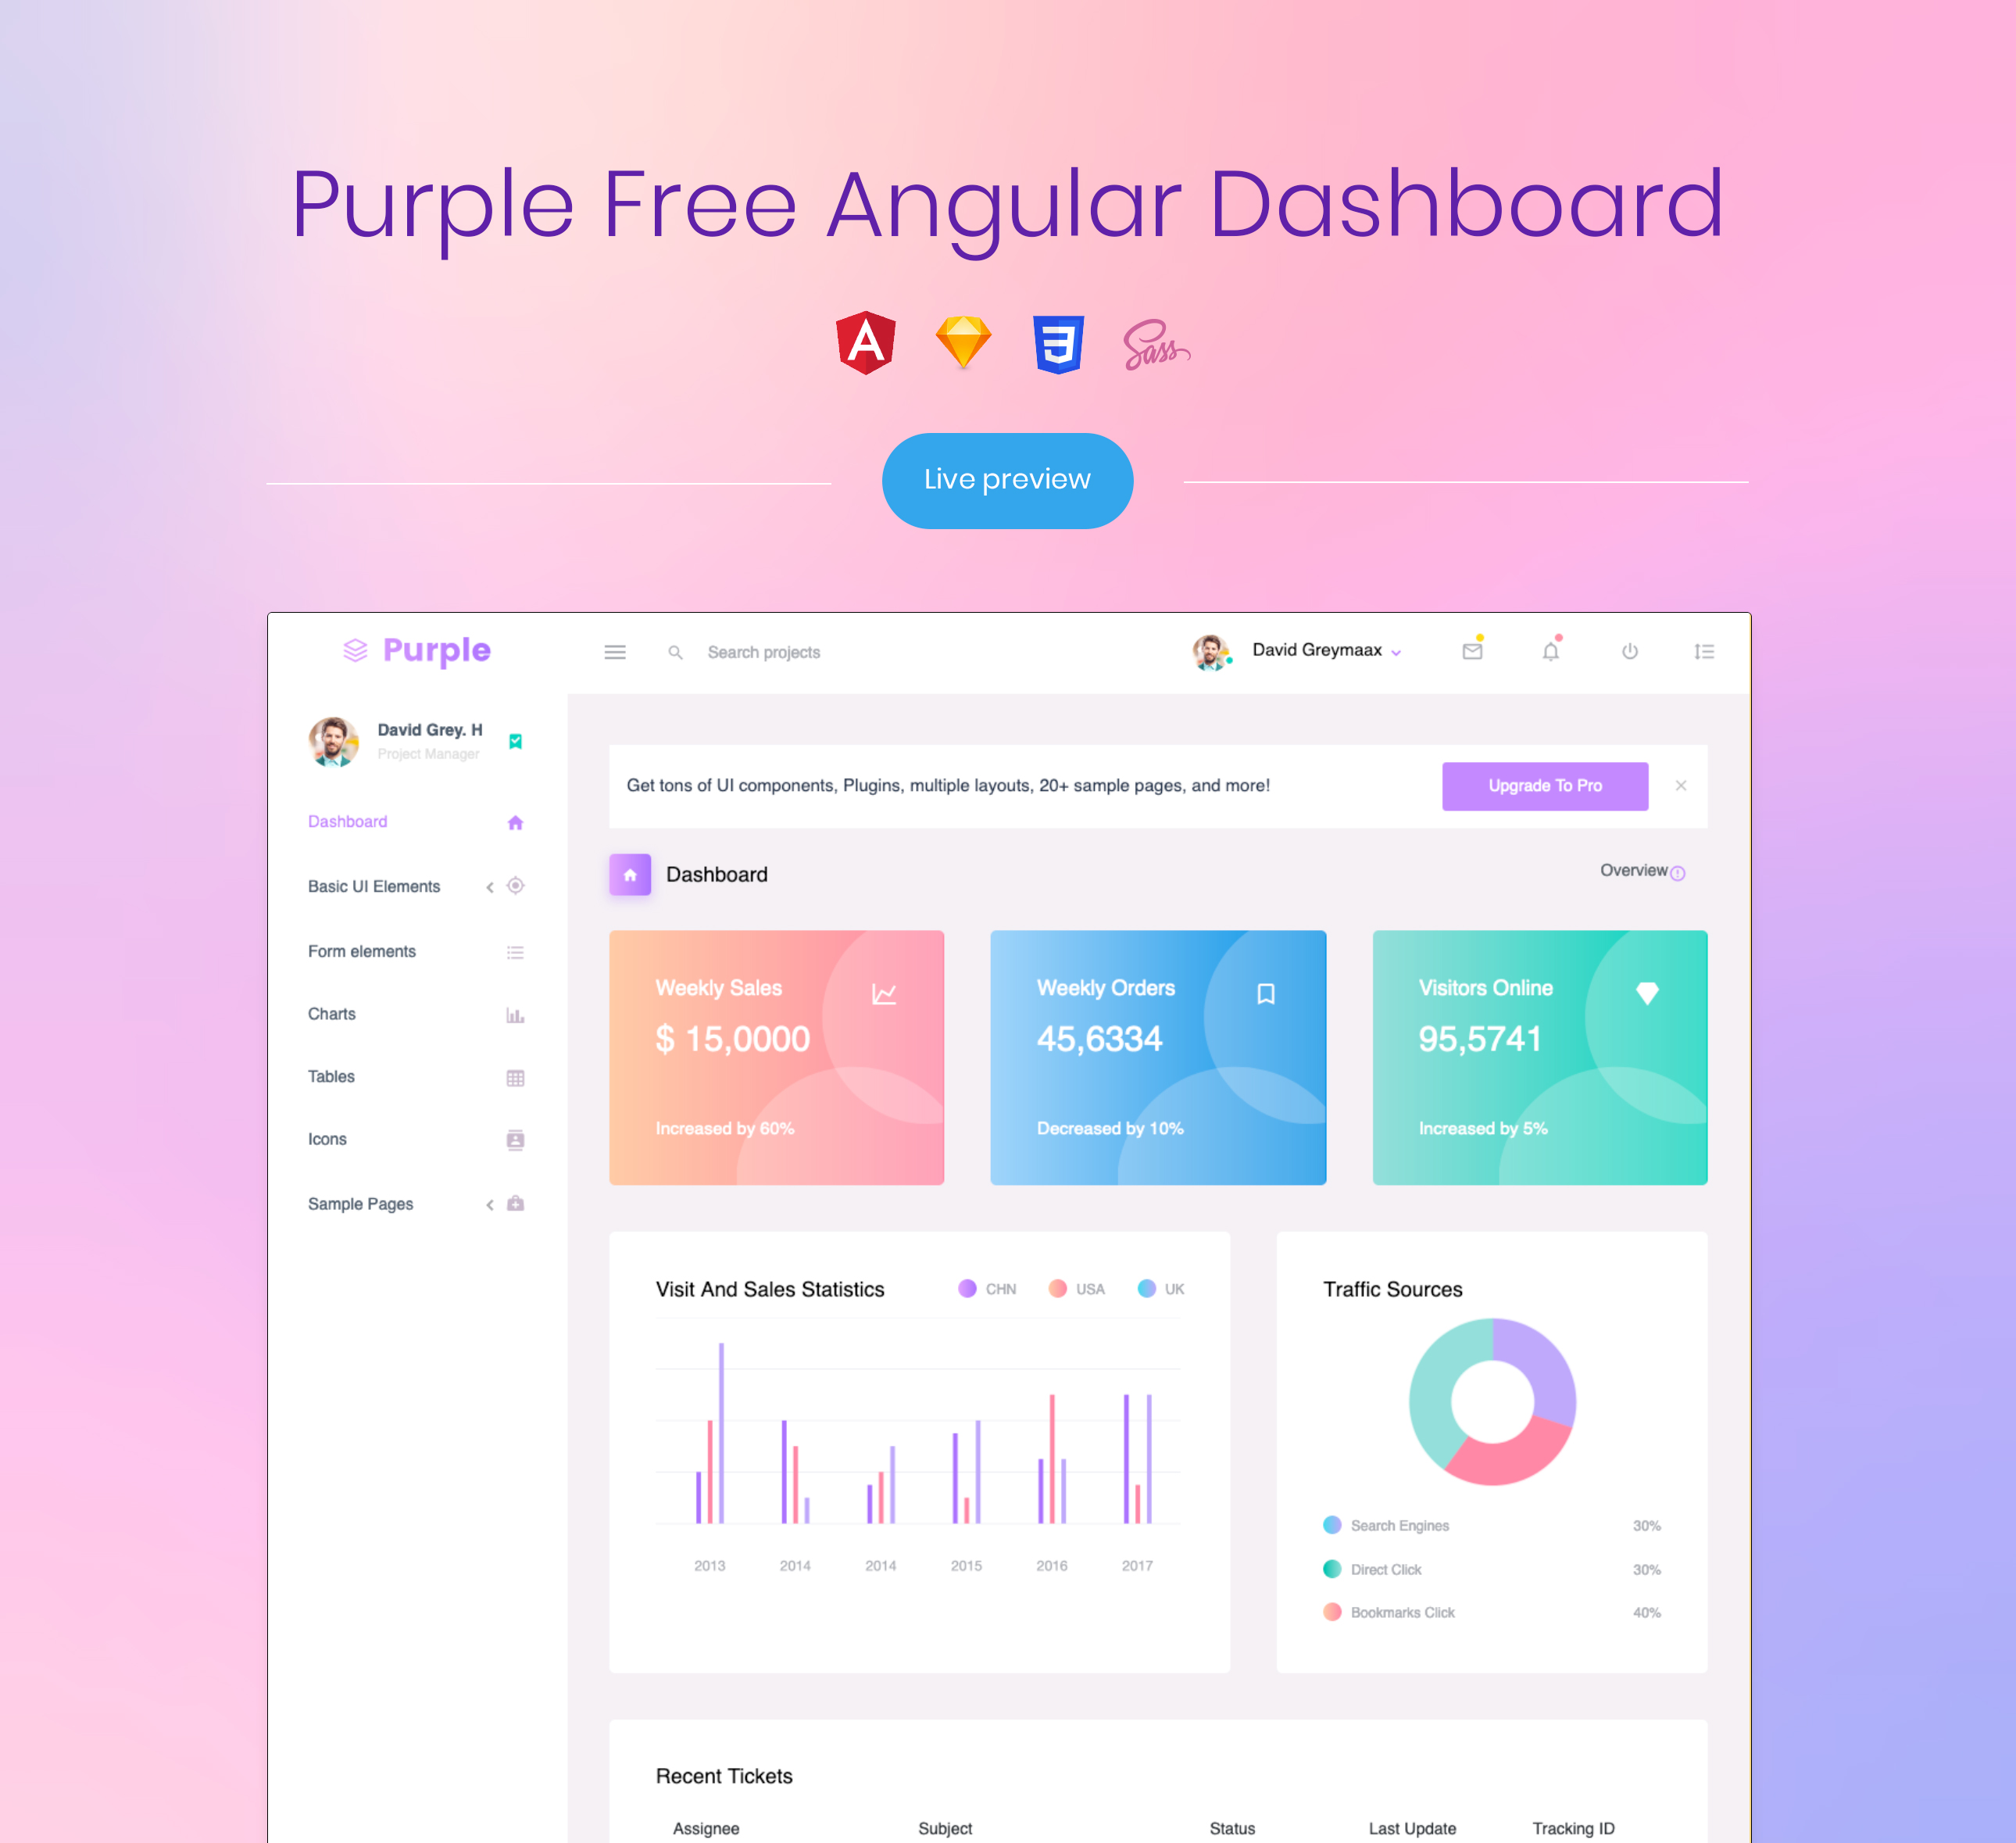 Purple Free Angular Dashboard
Sass
Live preview
Purple
Search projects
David Greymaax
David Grey. H
Project Manager
Dashboard
Basic UI Elements
Form elements
Charts
Tables
Icons
Sample Pages
Get tons of UI components, Plugins, multiple layouts, 20+ sample pages, and more!
Upgrade To Pro
Dashboard
Overview
Weekly Sales
$ 15,0000
Increased by 60%
Weekly Orders
45,6334
Decreased by 10%
Visitors Online
95,5741
Increased by 5%
Visit And Sales Statistics
CHN USA UK
2013 2014 2014 2015 2016 2017
Traffic Sources
Search Engines 30%
Direct Click 30%
Bookmarks Click 40%
Recent Tickets
Assignee Subject Status Last Update Tracking ID